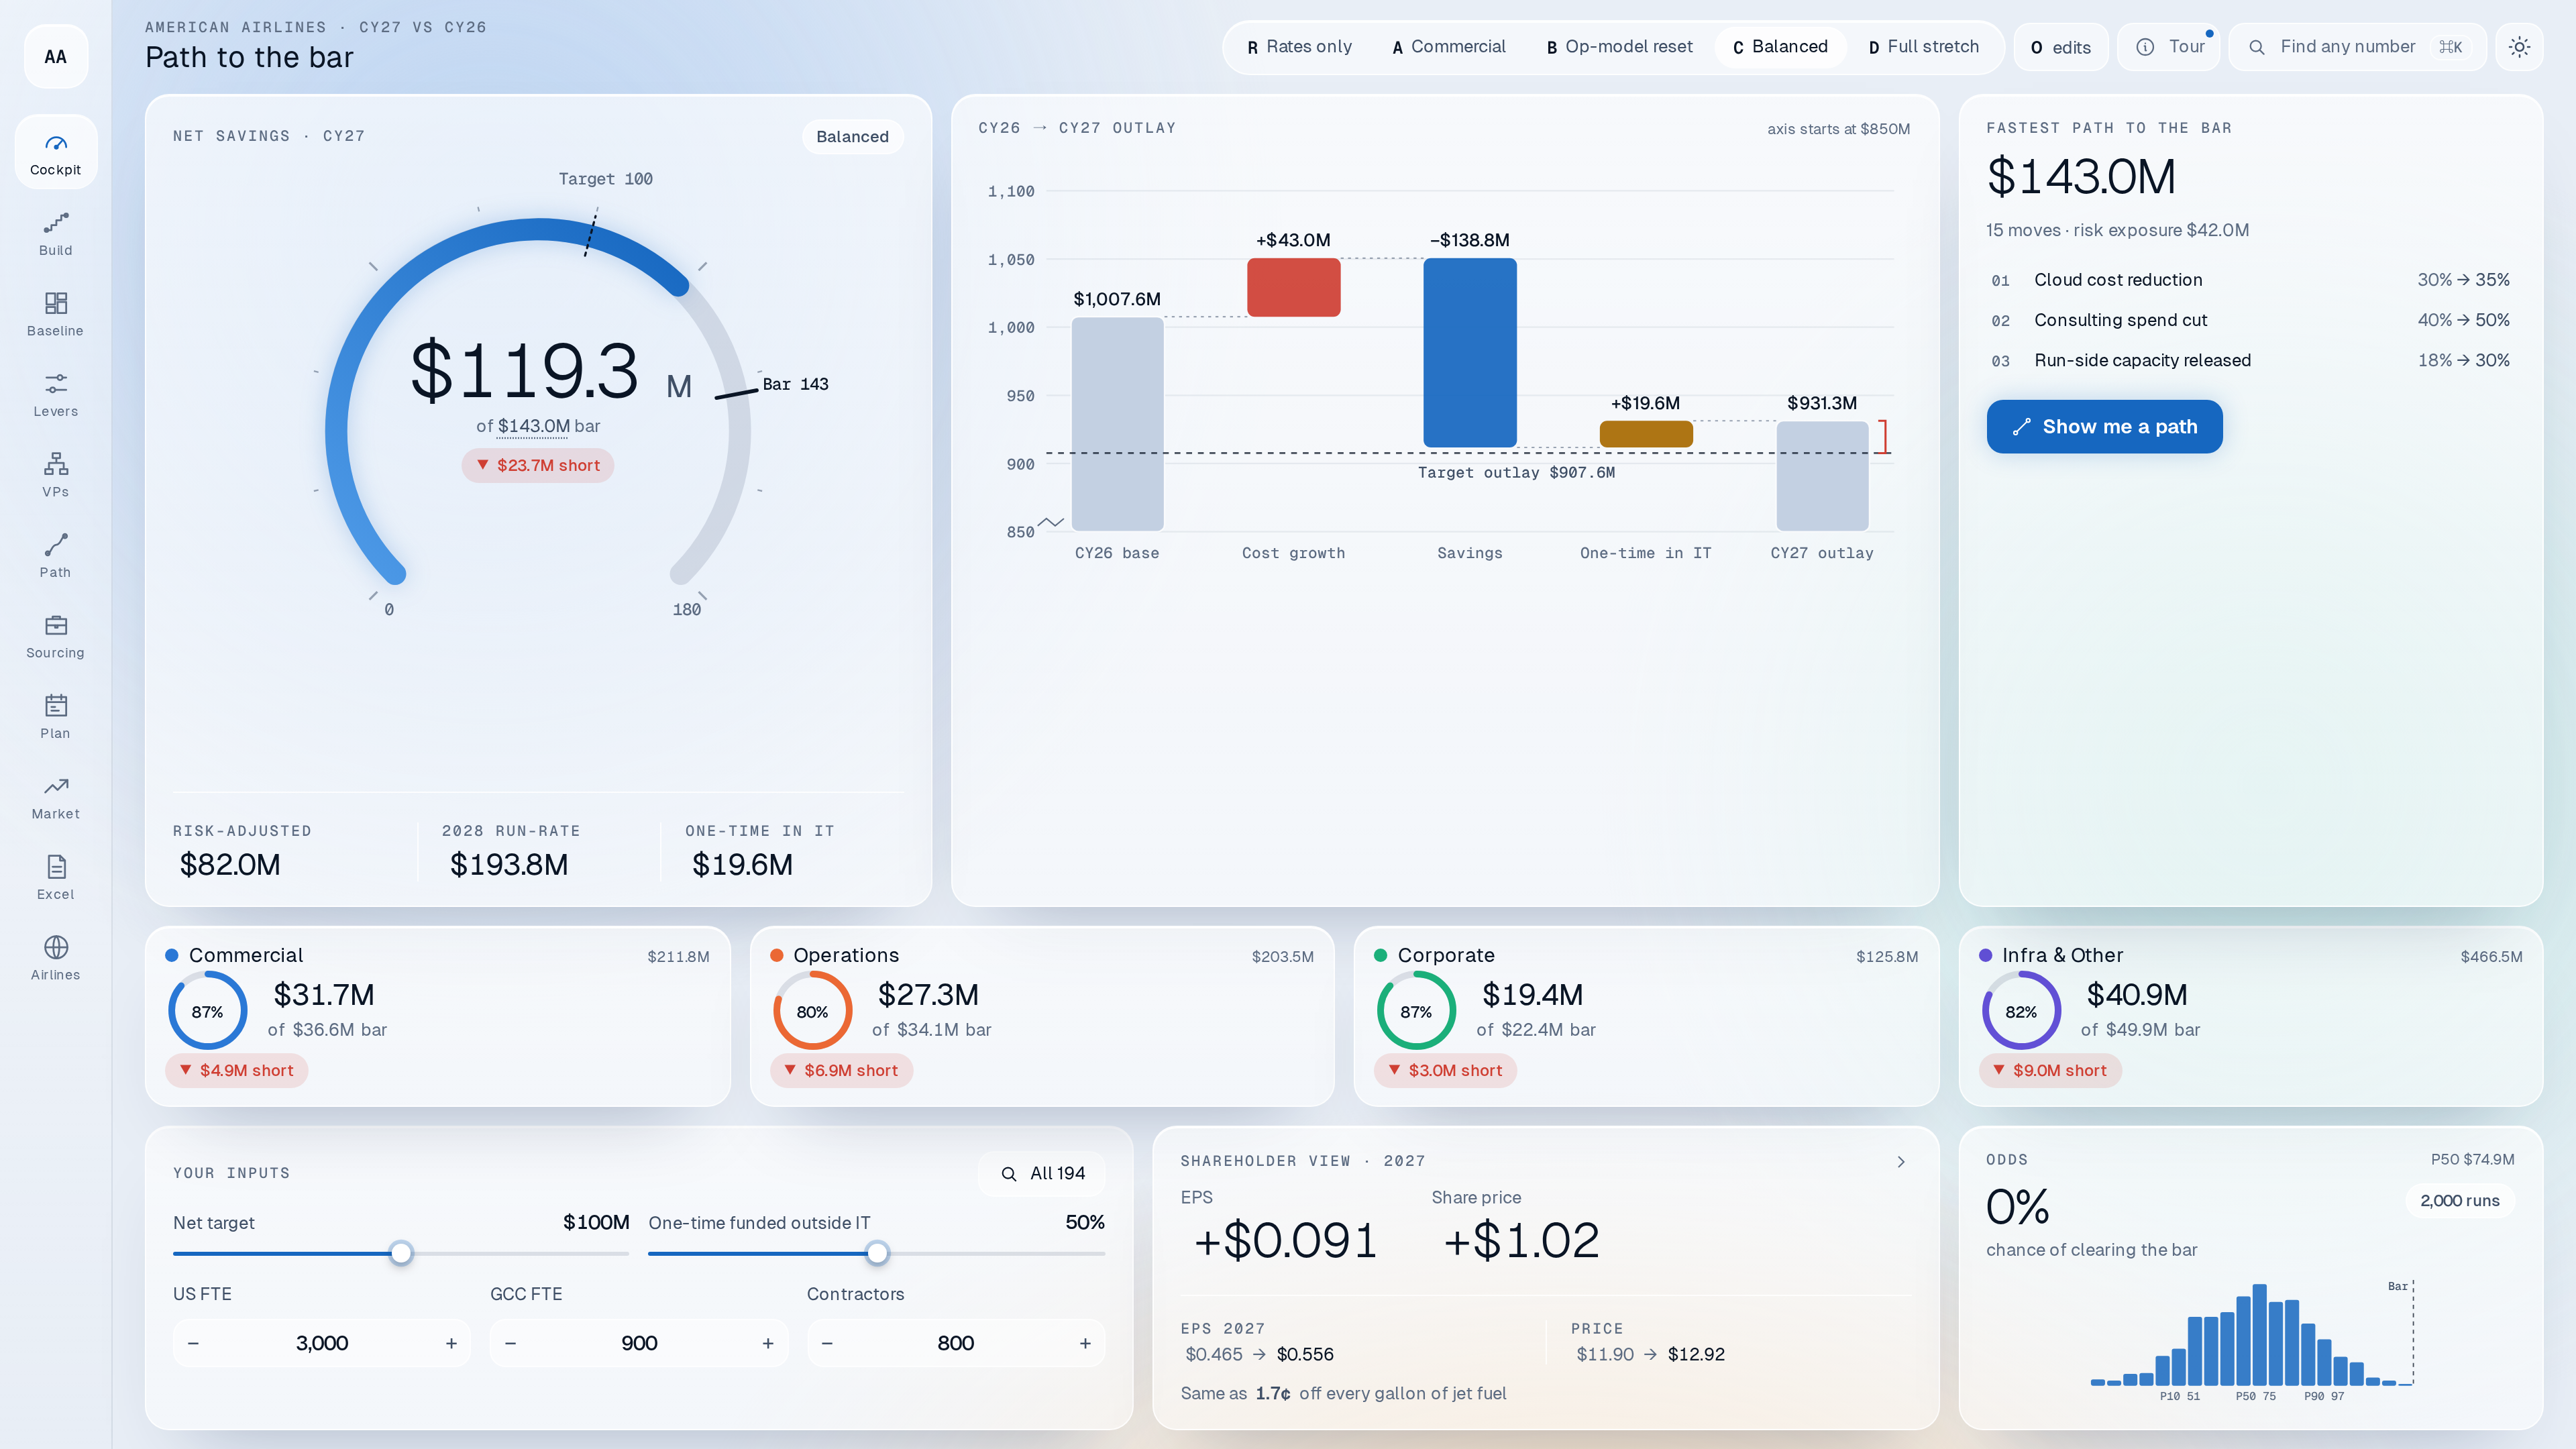 AA
AMERICAN AIRLINES · CY27 VS CY26
Path to the bar
R Rates only
A Commercial
B Op-model reset
C Balanced
D Full stretch
0 edits
Tour
Find any number ⌘K
Cockpit
Build
Baseline
Levers
VPs
Path
Sourcing
Plan
Market
Excel
Airlines
NET SAVINGS · CY27
Balanced
Target 100
$119.3 M
Bar 143
of $143.0M bar
▼ $23.7M short
0
180
RISK-ADJUSTED
$82.0M
2028 RUN-RATE
$193.8M
ONE-TIME IN IT
$19.6M
CY26 → CY27 OUTLAY
axis starts at $850M
1,100
1,050
1,000
950
900
850
$1,007.6M
+$43.0M
−$138.8M
+$19.6M
$931.3M
Target outlay $907.6M
CY26 base
Cost growth
Savings
One-time in IT
CY27 outlay
FASTEST PATH TO THE BAR
$143.0M
15 moves · risk exposure $42.0M
01 Cloud cost reduction 30% → 35%
02 Consulting spend cut 40% → 50%
03 Run-side capacity released 18% → 30%
Show me a path
Commercial $211.8M
87%
$31.7M
of $36.6M bar
▼ $4.9M short
Operations $203.5M
80%
$27.3M
of $34.1M bar
▼ $6.9M short
Corporate $125.8M
87%
$19.4M
of $22.4M bar
▼ $3.0M short
Infra & Other $466.5M
82%
$40.9M
of $49.9M bar
▼ $9.0M short
YOUR INPUTS
All 194
Net target $100M
One-time funded outside IT 50%
US FTE
− 3,000 +
GCC FTE
− 900 +
Contractors
− 800 +
SHAREHOLDER VIEW · 2027
EPS
+$0.091
Share price
+$1.02
EPS 2027
$0.465 → $0.556
PRICE
$11.90 → $12.92
Same as 1.7¢ off every gallon of jet fuel
ODDS
P50 $74.9M
0%
2,000 runs
chance of clearing the bar
Bar
P10 51
P50 75
P90 97